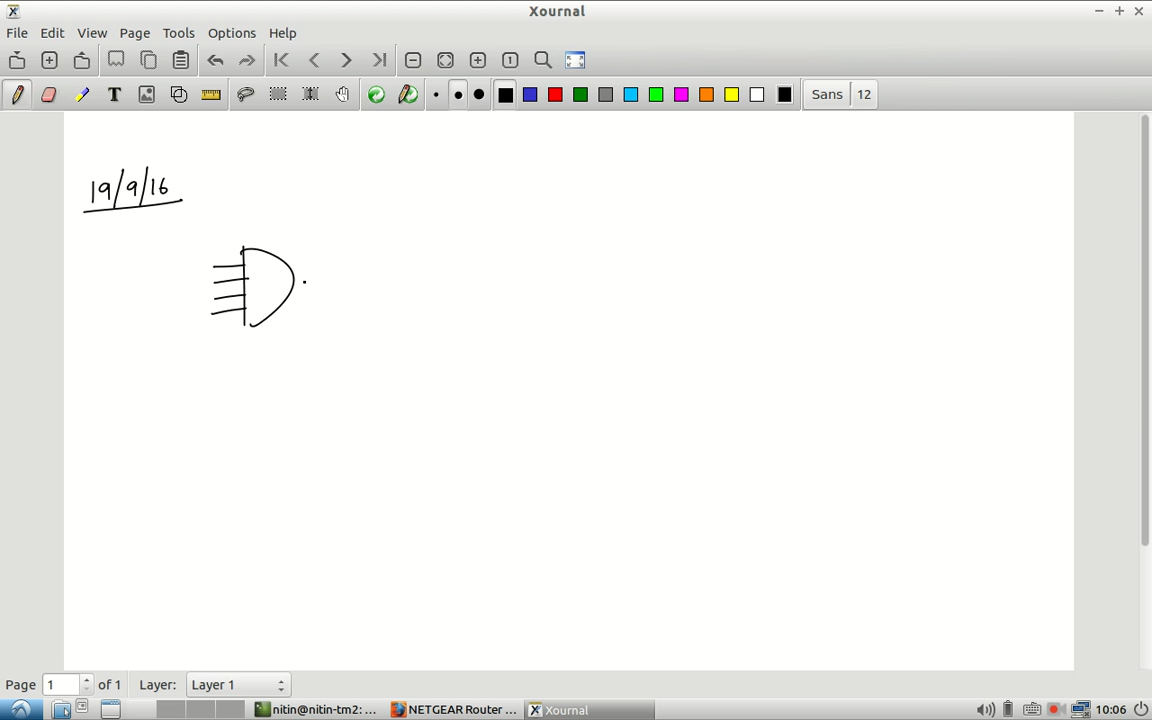 Xournal
File Edit View Page Tools Options Help
Sans 12
19/9/16
Page 1 of 1 Layer: Layer 1
nitin@nitin-tm2: ... NETGEAR Router ... Xournal 10:06